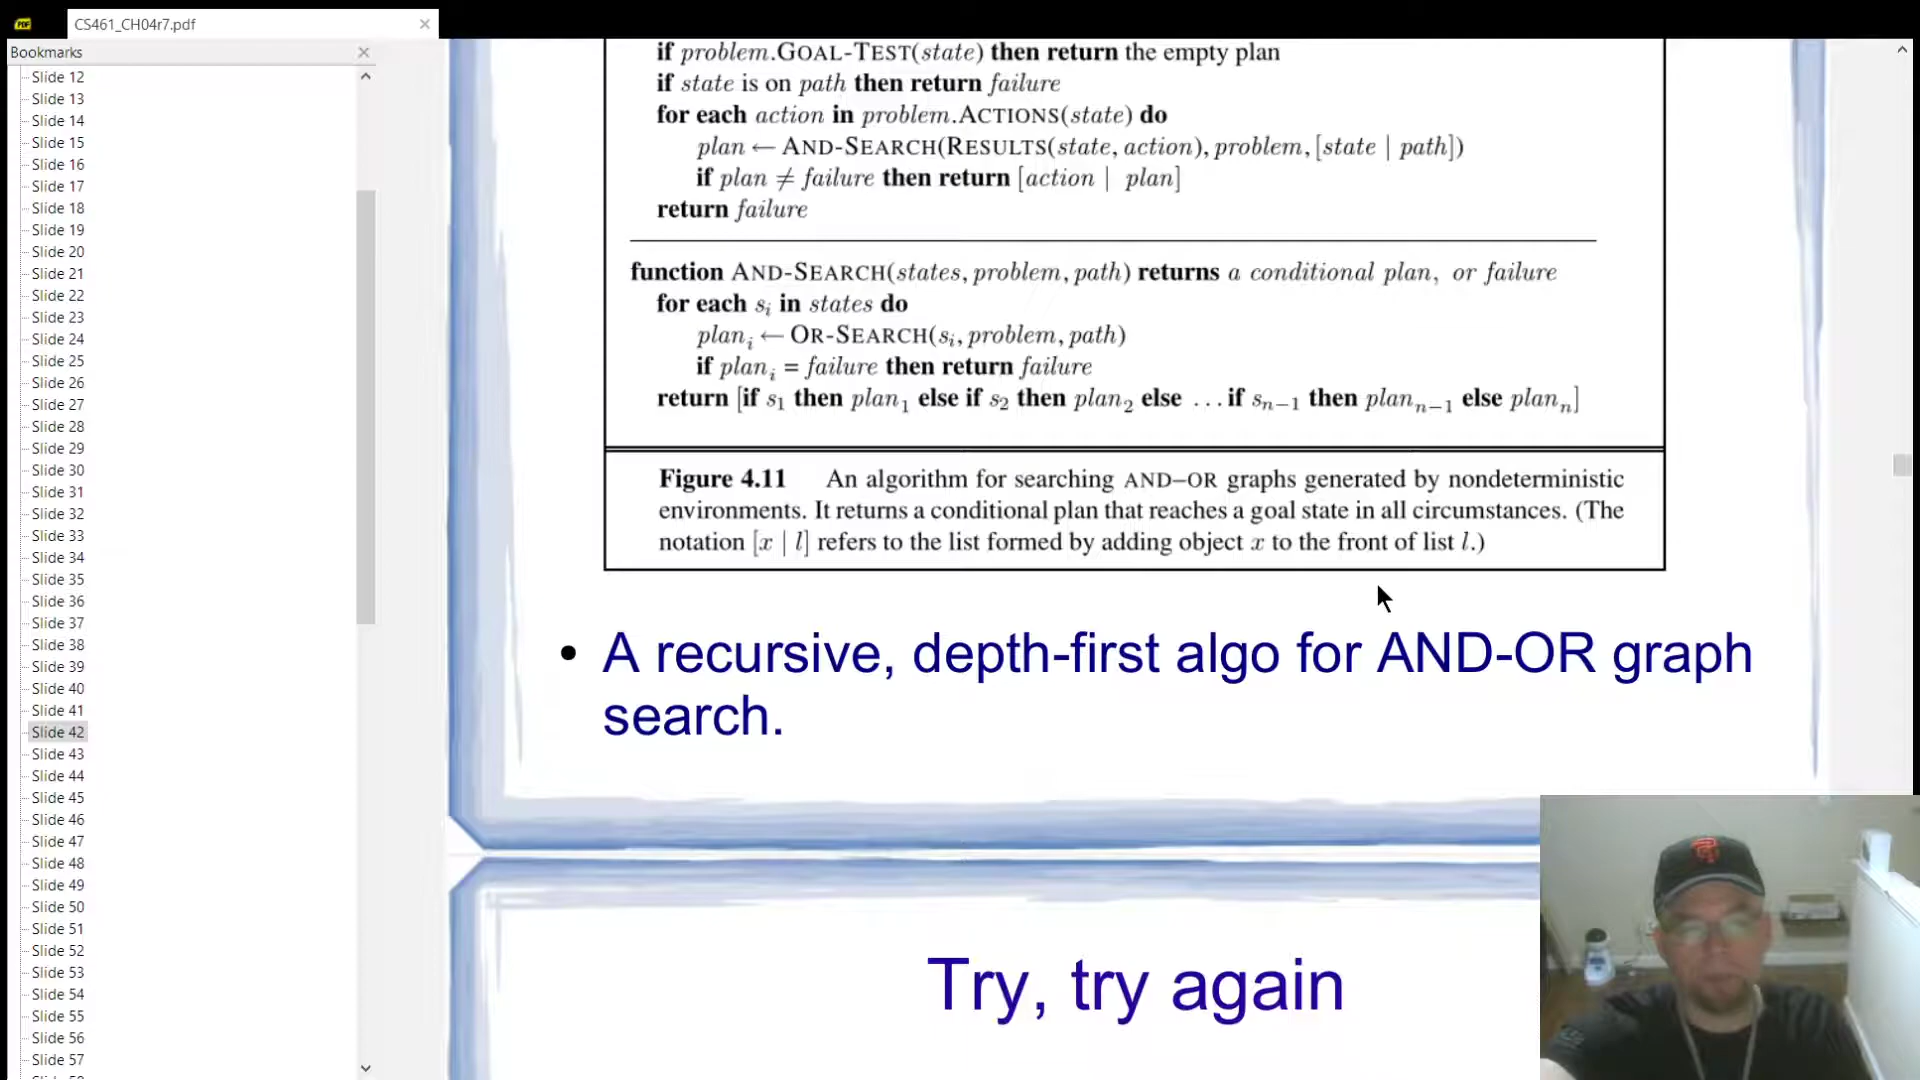 PDF
CS461_CH04r7.pdf
Bookmarks
Slide 12
Slide 13
Slide 14
Slide 15
Slide 16
Slide 17
Slide 18
Slide 19
Slide 20
Slide 21
Slide 22
Slide 23
Slide 24
Slide 25
Slide 26
Slide 27
Slide 28
Slide 29
Slide 30
Slide 31
Slide 32
Slide 33
Slide 34
Slide 35
Slide 36
Slide 37
Slide 38
Slide 39
Slide 40
Slide 41
Slide 42
Slide 43
Slide 44
Slide 45
Slide 46
Slide 47
Slide 48
Slide 49
Slide 50
Slide 51
Slide 52
Slide 53
Slide 54
Slide 55
Slide 56
Slide 57
if problem.GOAL-TEST(state) then return the empty plan
if state is on path then return failure
for each action in problem.ACTIONS(state) do
plan ← AND-SEARCH(RESULTS(state, action), problem, [state | path])
if plan ≠ failure then return [action | plan]
return failure
function AND-SEARCH(states, problem, path) returns a conditional plan, or failure
for each sᵢ in states do
planᵢ ← OR-SEARCH(sᵢ, problem, path)
if planᵢ = failure then return failure
return [if s₁ then plan₁ else if s₂ then plan₂ else ... if sₙ₋₁ then planₙ₋₁ else planₙ]
Figure 4.11 An algorithm for searching AND–OR graphs generated by nondeterministic
environments. It returns a conditional plan that reaches a goal state in all circumstances. (The
notation [x | l] refers to the list formed by adding object x to the front of list l.)
• A recursive, depth-first algo for AND-OR graph
search.
Try, try again